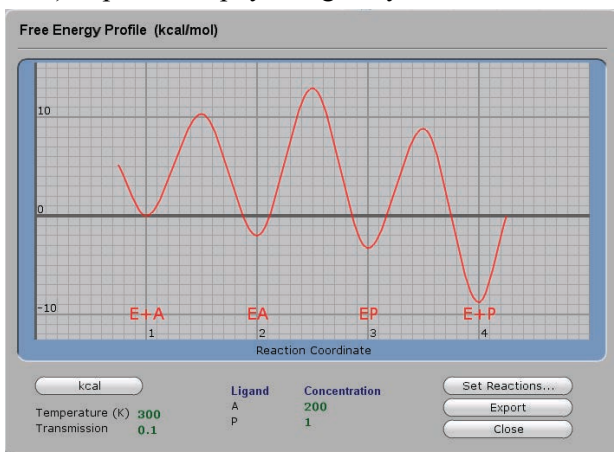 Free Energy Profile (kcal/mol)
10
0
-10
E+A EA EP E+P
1 2 3 4
Reaction Coordinate
kcal
Temperature (K) 300
Transmission 0.1
Ligand Concentration
A 200
P 1
Set Reactions...
Export
Close